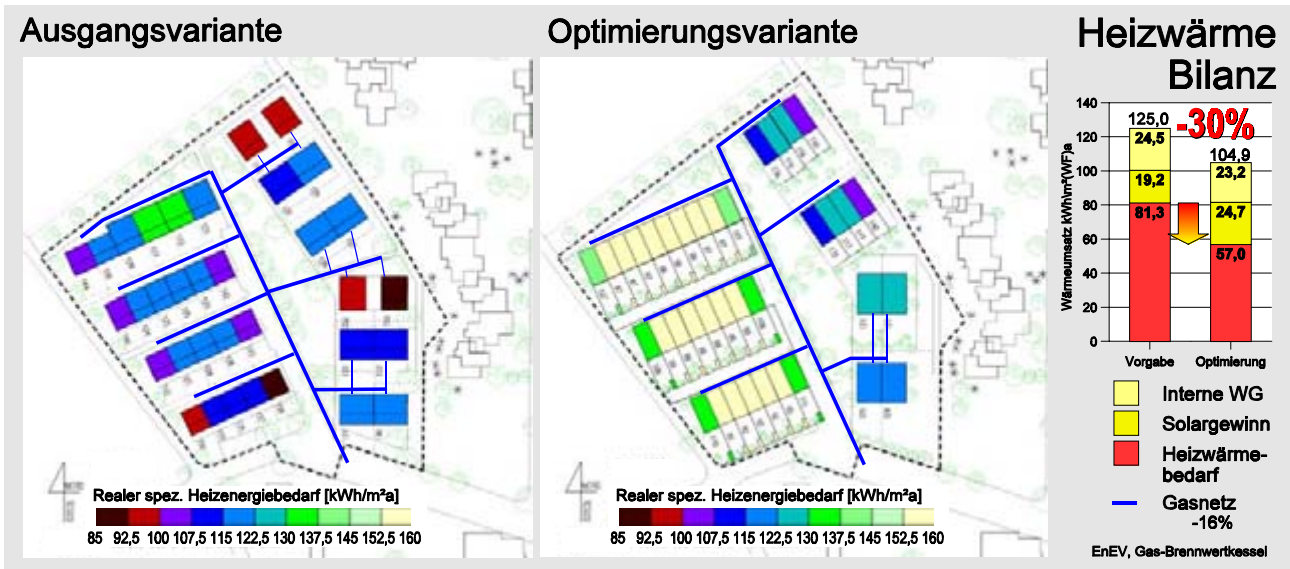 Ausgangsvariante
Realer spez. Heizenergiebedarf [kWh/m²a]
85 92,5 100 107,5 115 122,5 130 137,5 145 152,5 160
Optimierungsvariante
Realer spez. Heizenergiebedarf [kWh/m²a]
85 92,5 100 107,5 115 122,5 130 137,5 145 152,5 160
Heizwärme
Bilanz
Wärmeumsatz kWh/m²(WF)a
140
120
100
80
60
40
20
0
125,0
24,5
19,2
81,3
-30%
104,9
23,2
24,7
57,0
Vorgabe Optimierung
Interne WG
Solargewinn
Heizwärme-
bedarf
Gasnetz
-16%
EnEV, Gas-Brennwertkessel